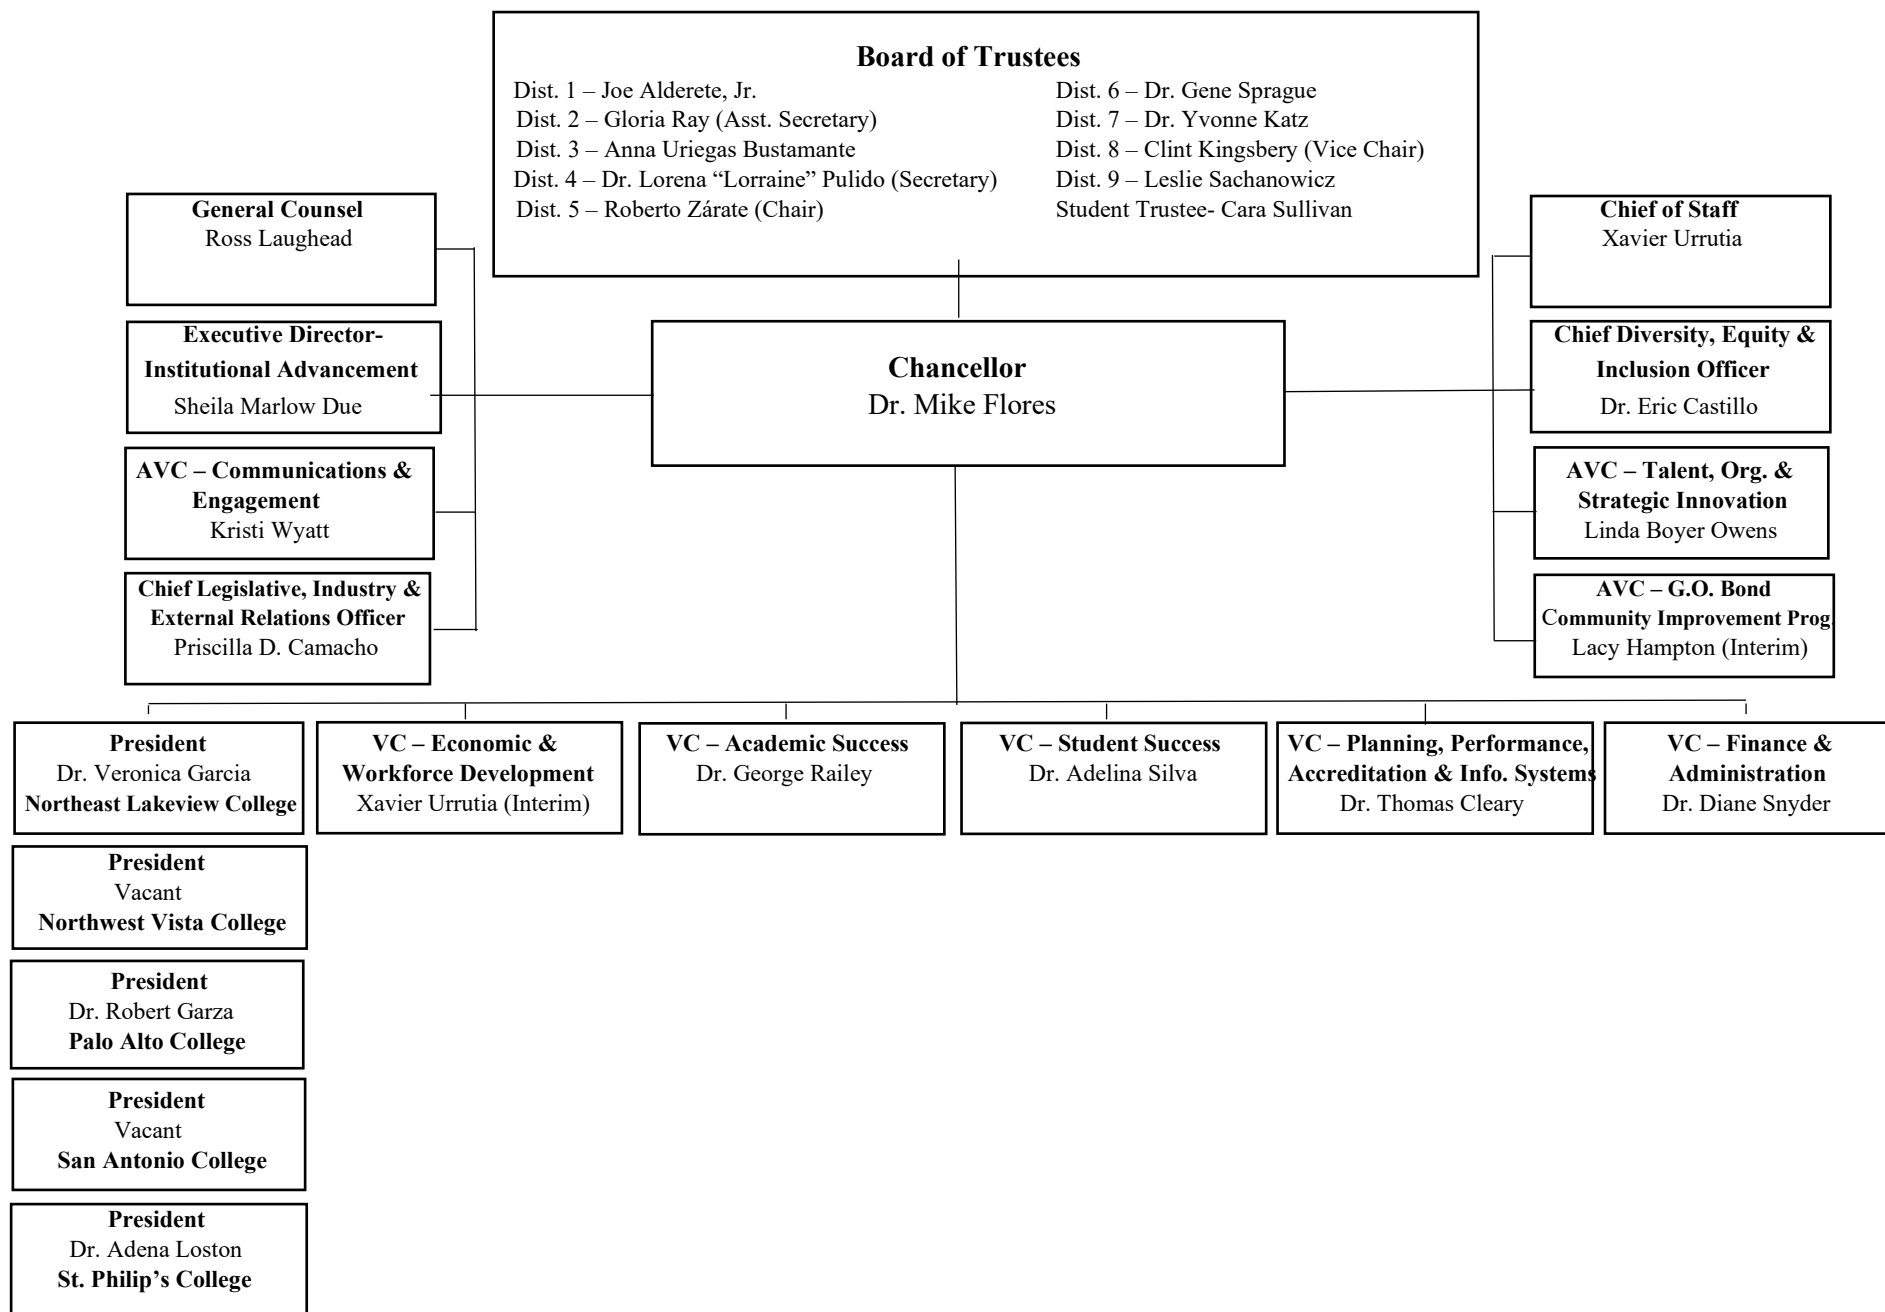 Board of Trustees
Dist. 1 – Joe Alderete, Jr.
Dist. 2 – Gloria Ray (Asst. Secretary)
Dist. 3 – Anna Uriegas Bustamante
Dist. 4 – Dr. Lorena “Lorraine” Pulido (Secretary)
Dist. 5 – Roberto Zárate (Chair)
Dist. 6 – Dr. Gene Sprague
Dist. 7 – Dr. Yvonne Katz
Dist. 8 – Clint Kingsbery (Vice Chair)
Dist. 9 – Leslie Sachanowicz
Student Trustee- Cara Sullivan
General Counsel
Ross Laughead
Executive Director-
Institutional Advancement
Sheila Marlow Due
AVC – Communications &
Engagement
Kristi Wyatt
Chief Legislative, Industry &
External Relations Officer
Priscilla D. Camacho
Chancellor
Dr. Mike Flores
Chief of Staff
Xavier Urrutia
Chief Diversity, Equity &
Inclusion Officer
Dr. Eric Castillo
AVC – Talent, Org. &
Strategic Innovation
Linda Boyer Owens
AVC – G.O. Bond
Community Improvement Prog.
Lacy Hampton (Interim)
President
Dr. Veronica Garcia
Northeast Lakeview College
VC – Economic &
Workforce Development
Xavier Urrutia (Interim)
VC – Academic Success
Dr. George Railey
VC – Student Success
Dr. Adelina Silva
VC – Planning, Performance,
Accreditation & Info. Systems
Dr. Thomas Cleary
VC – Finance &
Administration
Dr. Diane Snyder
President
Vacant
Northwest Vista College
President
Dr. Robert Garza
Palo Alto College
President
Vacant
San Antonio College
President
Dr. Adena Loston
St. Philip’s College